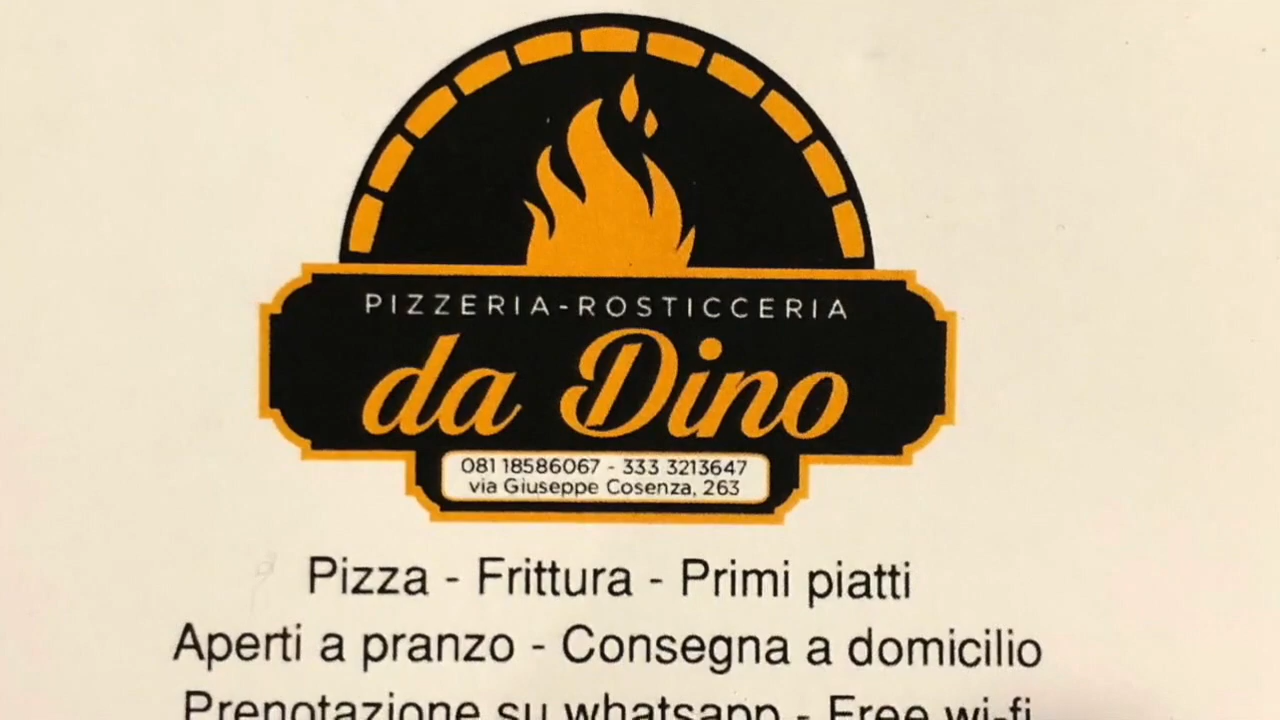 PIZZERIA-ROSTICCERIA
da Dino
081 18586067 - 333 3213647
via Giuseppe Cosenza, 263
Pizza - Frittura - Primi piatti
Aperti a pranzo - Consegna a domicilio
Prenotazione su whatsapp - Free wi-fi